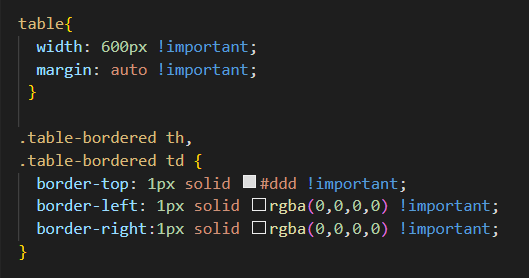 table{
width: 600px !important;
margin: auto !important;
}
.table-bordered th,
.table-bordered td {
border-top: 1px solid #ddd !important;
border-left: 1px solid rgba(0,0,0,0) !important;
border-right:1px solid rgba(0,0,0,0) !important;
}